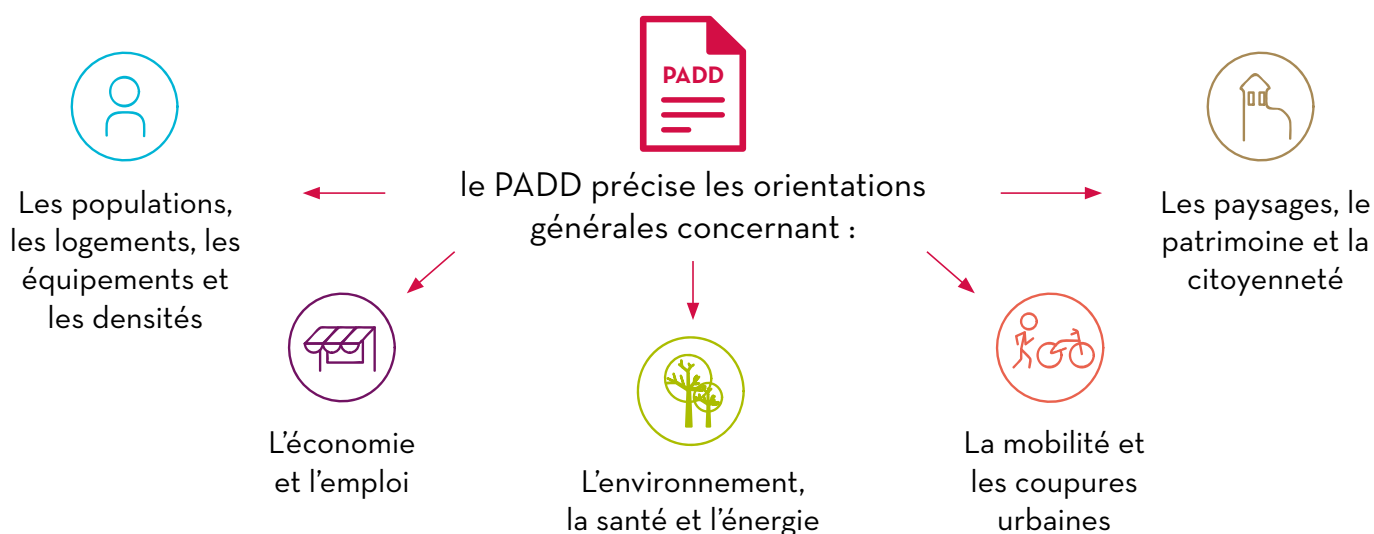 PADD
le PADD précise les orientations
générales concernant :
Les populations,
les logements, les
équipements et
les densités
L'économie
et l'emploi
L'environnement,
la santé et l'énergie
La mobilité et
les coupures
urbaines
Les paysages, le
patrimoine et la
citoyenneté